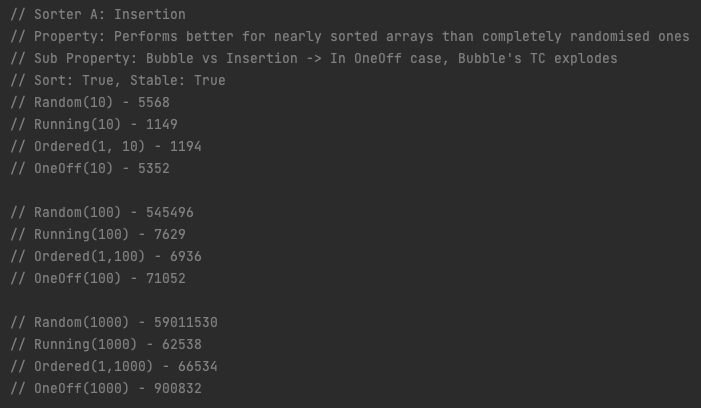 // Sorter A: Insertion
// Property: Performs better for nearly sorted arrays than completely randomised ones
// Sub Property: Bubble vs Insertion -> In OneOff case, Bubble's TC explodes
// Sort: True, Stable: True
// Random(10) - 5568
// Running(10) - 1149
// Ordered(1, 10) - 1194
// OneOff(10) - 5352

// Random(100) - 545496
// Running(100) - 7629
// Ordered(1,100) - 6936
// OneOff(100) - 71052

// Random(1000) - 59011530
// Running(1000) - 62538
// Ordered(1,1000) - 66534
// OneOff(1000) - 900832